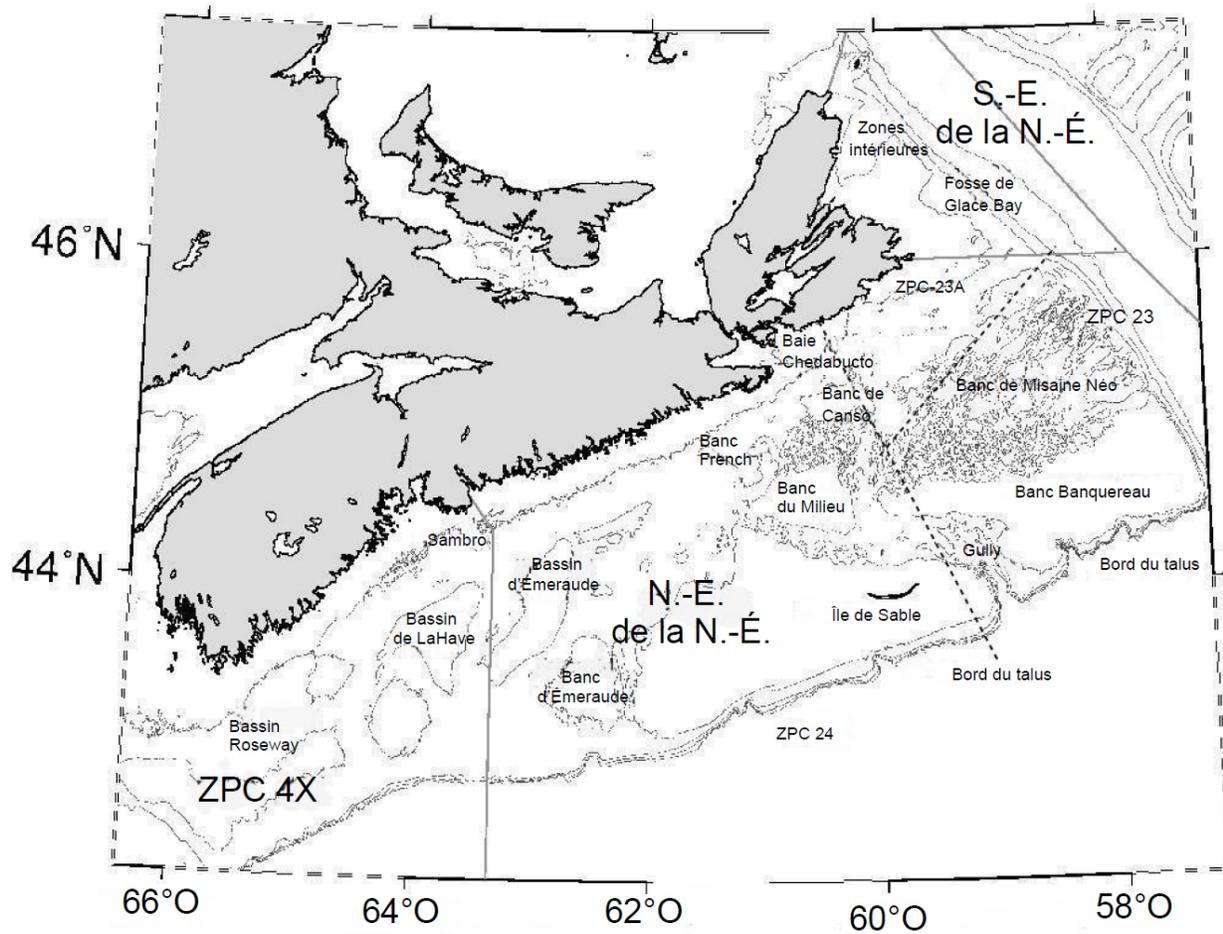 S.-E.
de la N.-É.
Zones
intérieures
Fosse de
Glace Bay
46°N
ZPC-23A
ZPC 23
Baie
Chedabucto
Banc de Misaine Néo
Banc de
Canso
Banc
French
Banc
du Milieu
Banc Banquereau
44°N
Sambro
Gully
Bord du talus
Bassin
d'Émeraude
N.-E.
de la N.-É.
Île de Sable
Bassin
de LaHave
Bord du talus
Banc
d'Émeraude
Bassin
Roseway
ZPC 24
ZPC 4X
66°O
64°O
62°O
60°O
58°O